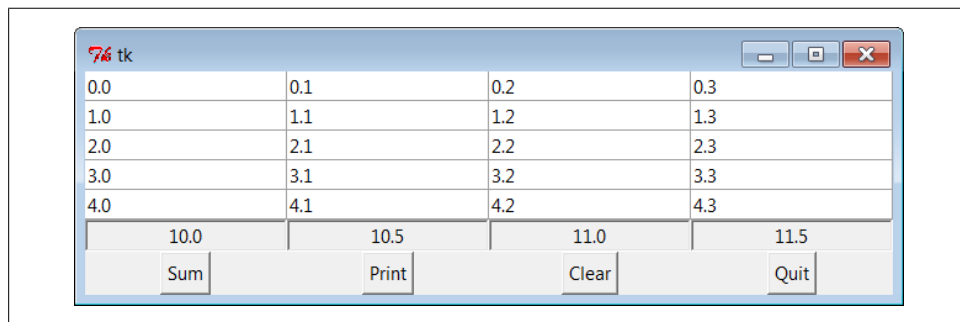 tk
0.0 0.1 0.2 0.3
1.0 1.1 1.2 1.3
2.0 2.1 2.2 2.3
3.0 3.1 3.2 3.3
4.0 4.1 4.2 4.3
10.0 10.5 11.0 11.5
Sum Print Clear Quit